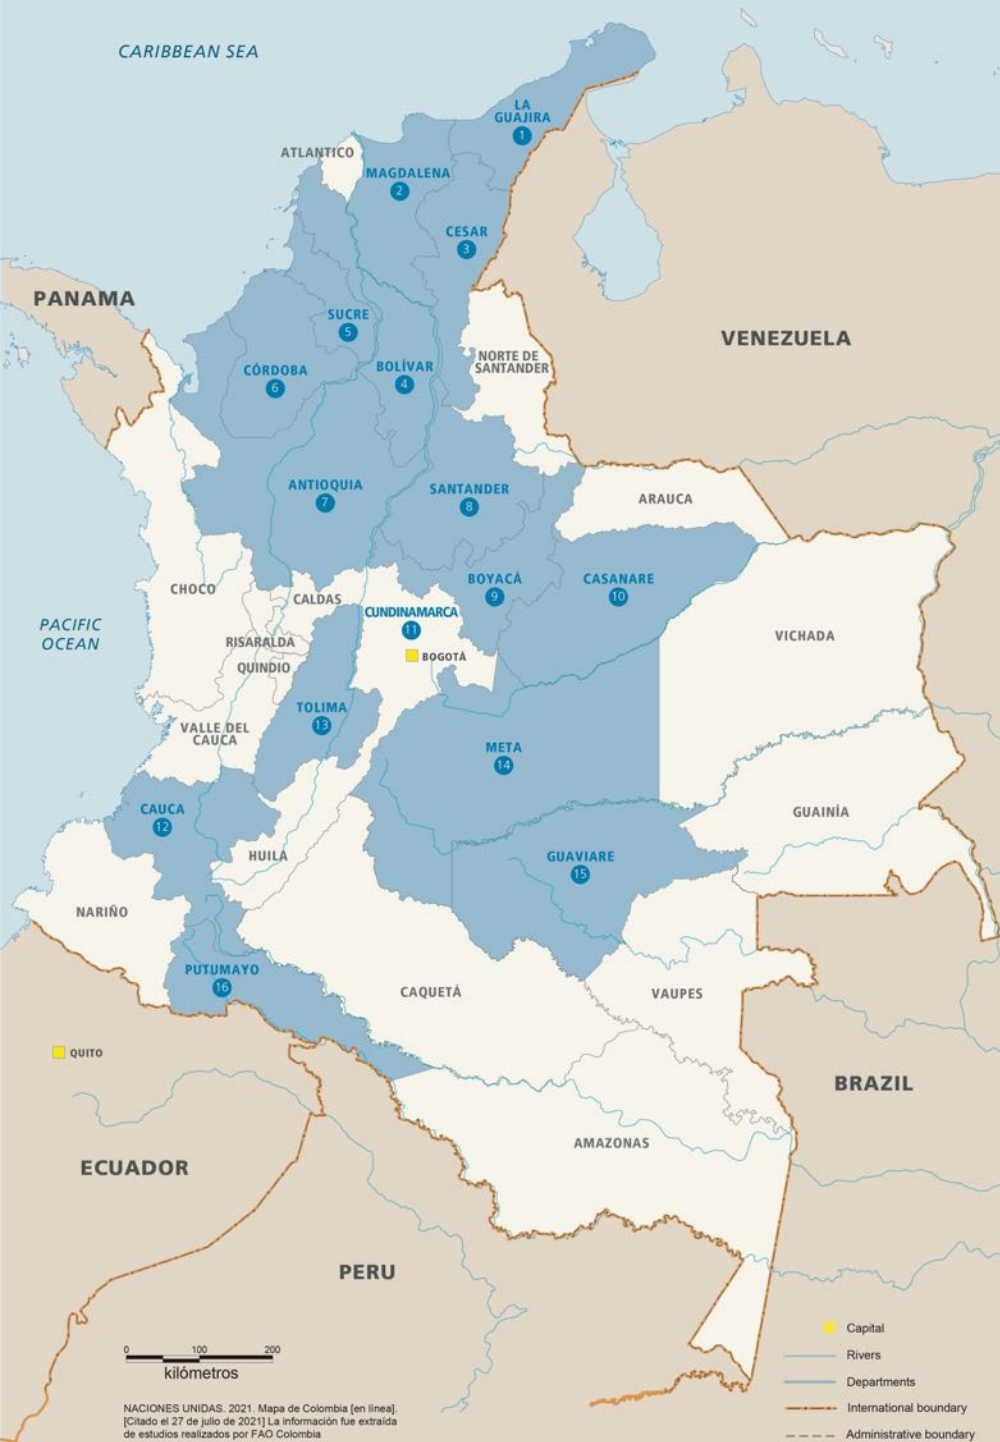 CARIBBEAN SEA
LA
GUAJIRA
1
ATLANTICO
MAGDALENA
2
CESAR
3
PANAMA
SUCRE
5
VENEZUELA
NORTE DE
SANTANDER
CÓRDOBA
6
BOLÍVAR
4
ANTIOQUIA
7
SANTANDER
8
ARAUCA
CHOCO
CALDAS
BOYACÁ
9
CASANARE
10
CUNDINAMARCA
11
PACIFIC
OCEAN
RISARALDA
BOGOTÁ
VICHADA
QUINDIO
TOLIMA
13
VALLE DEL
CAUCA
META
14
CAUCA
12
GUAINÍA
HUILA
GUAVIARE
15
NARIÑO
PUTUMAYO
16
CAQUETÁ
VAUPES
QUITO
BRAZIL
AMAZONAS
ECUADOR
PERU
0 100 200
kilómetros
NACIONES UNIDAS. 2021. Mapa de Colombia [en línea].
[Citado el 27 de julio de 2021] La información fue extraída
de estudios realizados por FAO Colombia
Capital
Rivers
Departments
International boundary
Administrative boundary